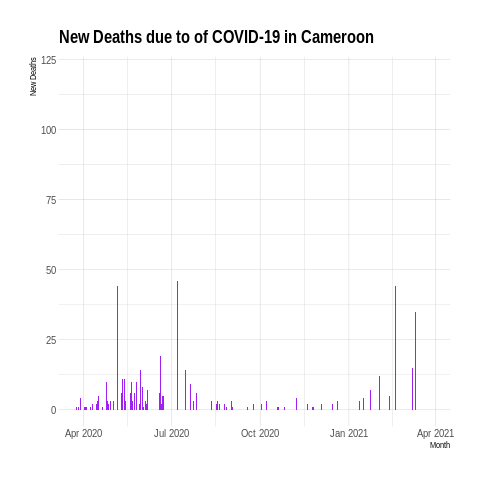 New Deaths due to of COVID-19 in Cameroon
New Deaths
125
100
75
50
25
0
Apr 2020 Jul 2020 Oct 2020 Jan 2021 Apr 2021
Month